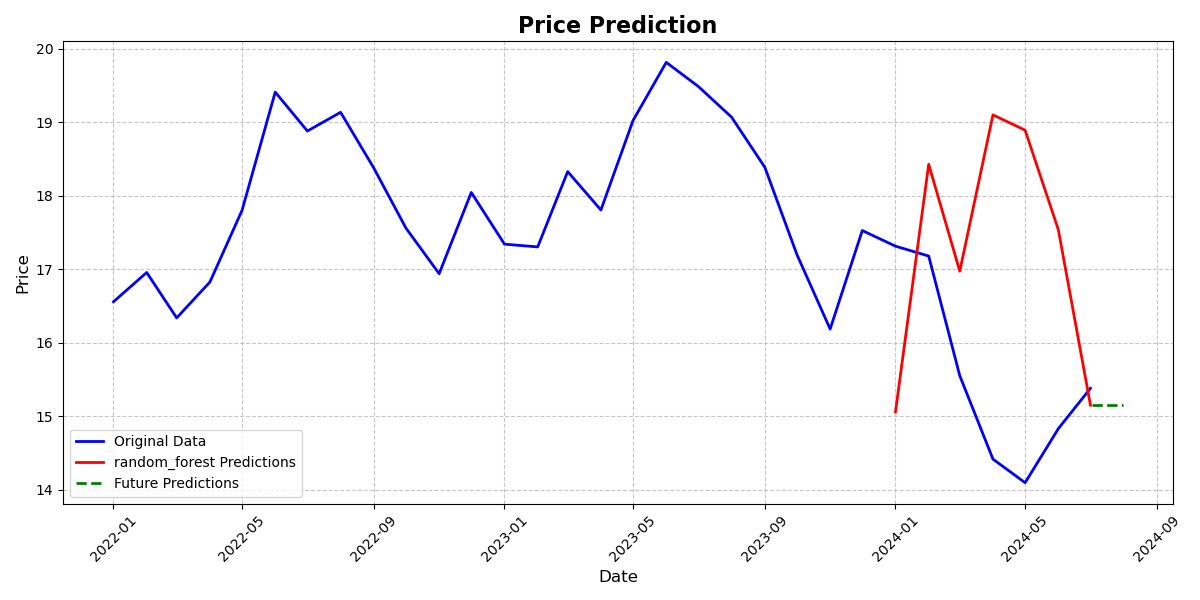 Price Prediction
Price
20
19
18
17
16
15
14
Original Data
random_forest Predictions
Future Predictions
2022-01
2022-05
2022-09
2023-01
2023-05
2023-09
2024-01
2024-05
2024-09
Date